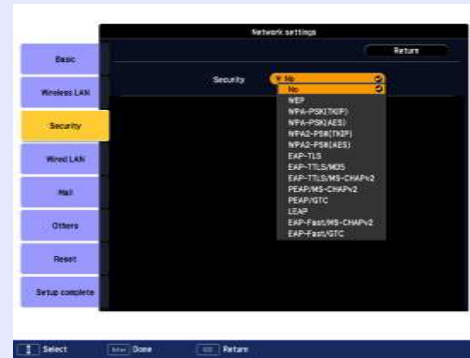 Network settings
Return
Basic
Wireless LAN
Security
Wired LAN
Mail
Others
Reset
Setup complete
Security
No
No
WEP
WPA-PSK(TKIP)
WPA-PSK(AES)
WPA2-PSK(TKIP)
WPA2-PSK(AES)
EAP-TLS
EAP-TTLS/MD5
EAP-TTLS/MS-CHAPv2
PEAP/MS-CHAPv2
PEAP/GTC
LEAP
EAP-Fast/MS-CHAPv2
EAP-Fast/GTC
Select
Enter Done
ESC Return